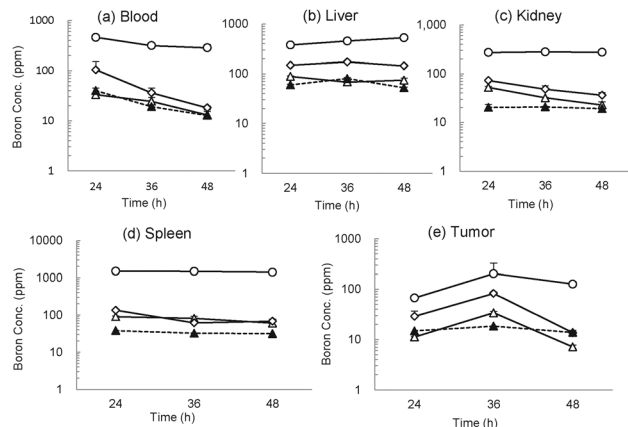 (a) Blood
Boron Conc. (ppm)
1000
100
10
1
24 36 48
Time (h)
(b) Liver
1000
100
10
1
24 36 48
Time (h)
(c) Kidney
1,000
100
10
1
24 36 48
Time (h)
(d) Spleen
Boron Conc. (ppm)
10000
1000
100
10
1
24 36 48
Time (h)
(e) Tumor
Boron Conc. (ppm)
1000
100
10
1
24 36 48
Time (h)